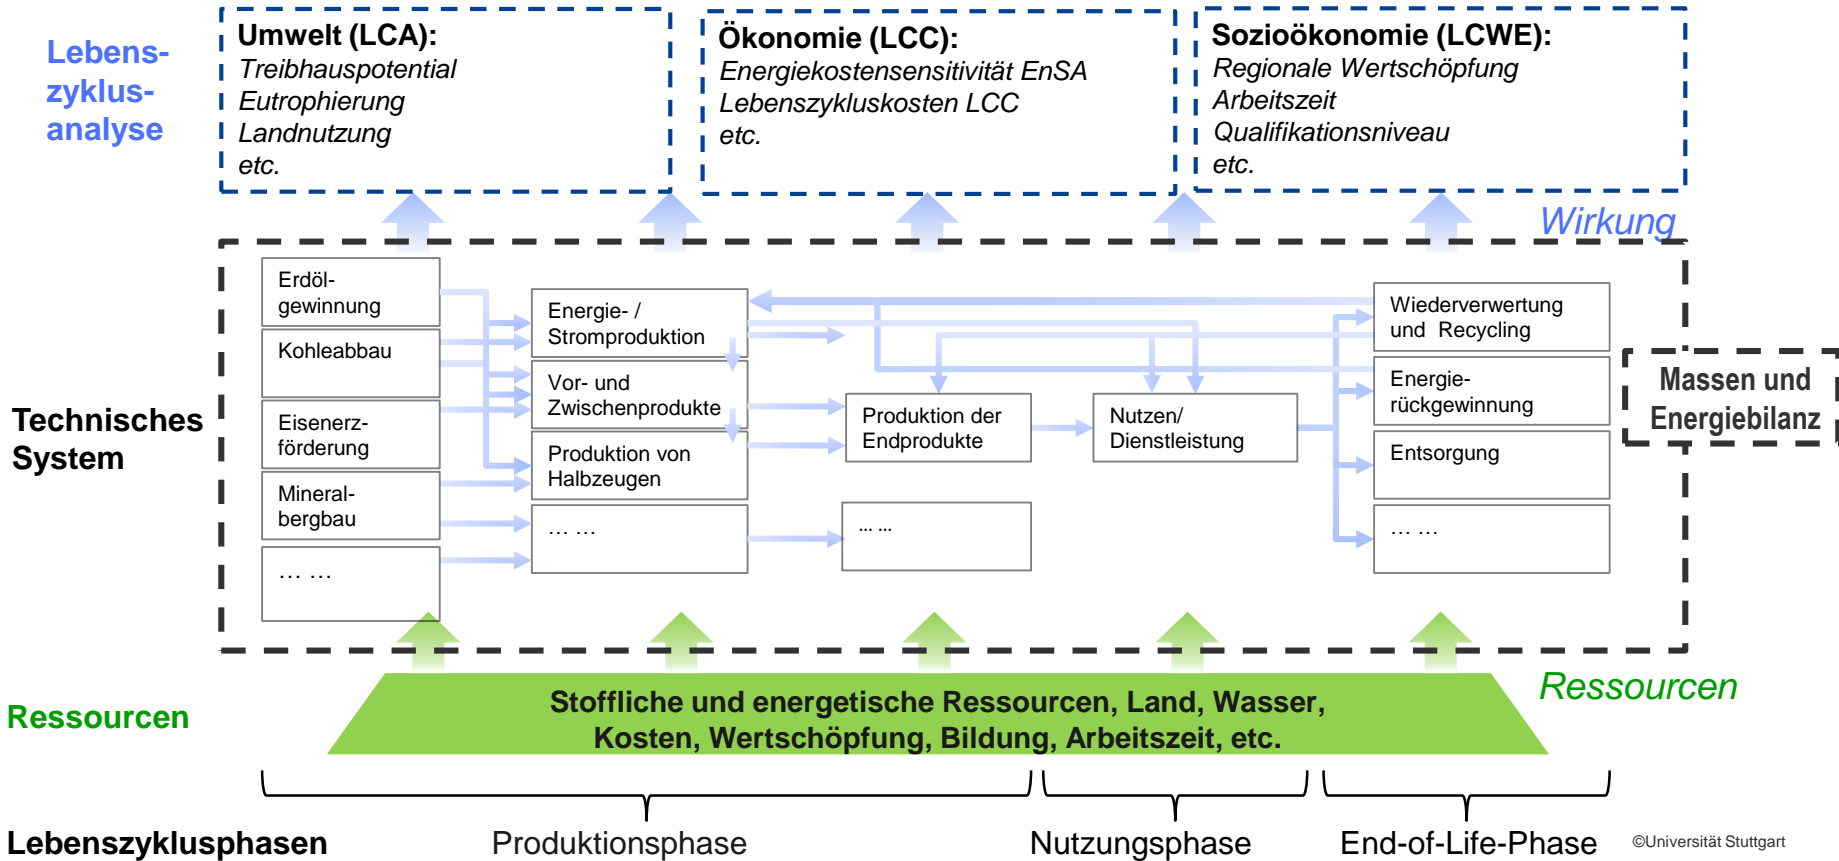 Lebens-
zyklus-
analyse
Umwelt (LCA):
Treibhauspotential
Eutrophierung
Landnutzung
etc.
Ökonomie (LCC):
Energiekostensensitivität EnSA
Lebenszykluskosten LCC
etc.
Sozioökonomie (LCWE):
Regionale Wertschöpfung
Arbeitszeit
Qualifikationsniveau
etc.
Wirkung
Technisches
System
Erdöl-
gewinnung
Kohleabbau
Eisenerz-
förderung
Mineral-
bergbau
... ...
Energie- /
Stromproduktion
Vor- und
Zwischenprodukte
Produktion von
Halbzeugen
... ...
Produktion der
Endprodukte
... ...
Nutzen/
Dienstleistung
Wiederverwertung
und Recycling
Energie-
rückgewinnung
Entsorgung
... ...
Massen und
Energiebilanz
Ressourcen
Ressourcen
Stoffliche und energetische Ressourcen, Land, Wasser,
Kosten, Wertschöpfung, Bildung, Arbeitszeit, etc.
Lebenszyklusphasen
Produktionsphase
Nutzungsphase
End-of-Life-Phase
©Universität Stuttgart